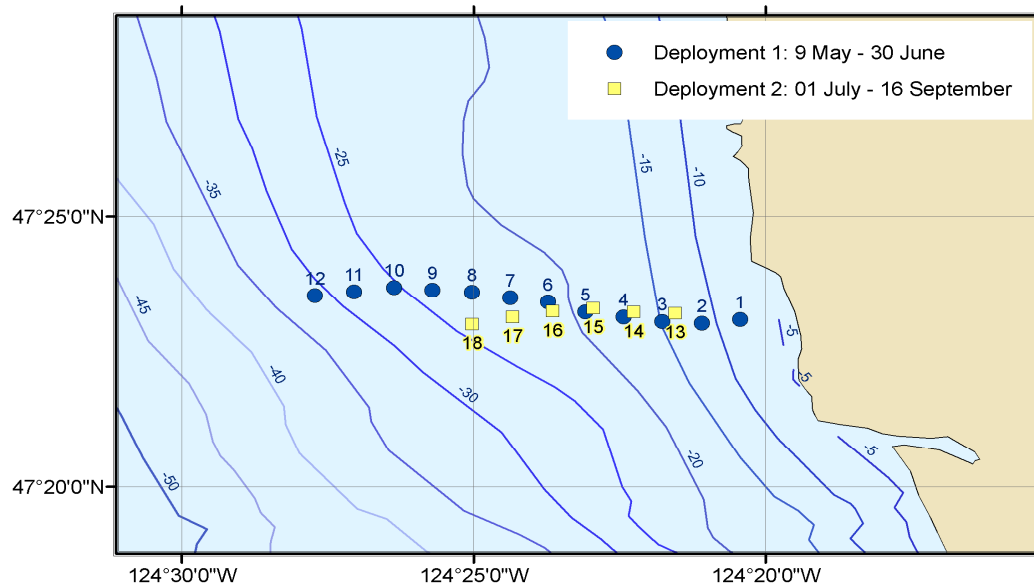 Deployment 1: 9 May - 30 June
Deployment 2: 01 July - 16 September
-25
-15
-10
-35
47°25'0"N
12 11 10 9 8 7 6 5 4 3 2 1
18 17 16 15 14 13
-45
-5
-5
-40
-30
-5
-20
-50
47°20'0"N
124°30'0"W 124°25'0"W 124°20'0"W